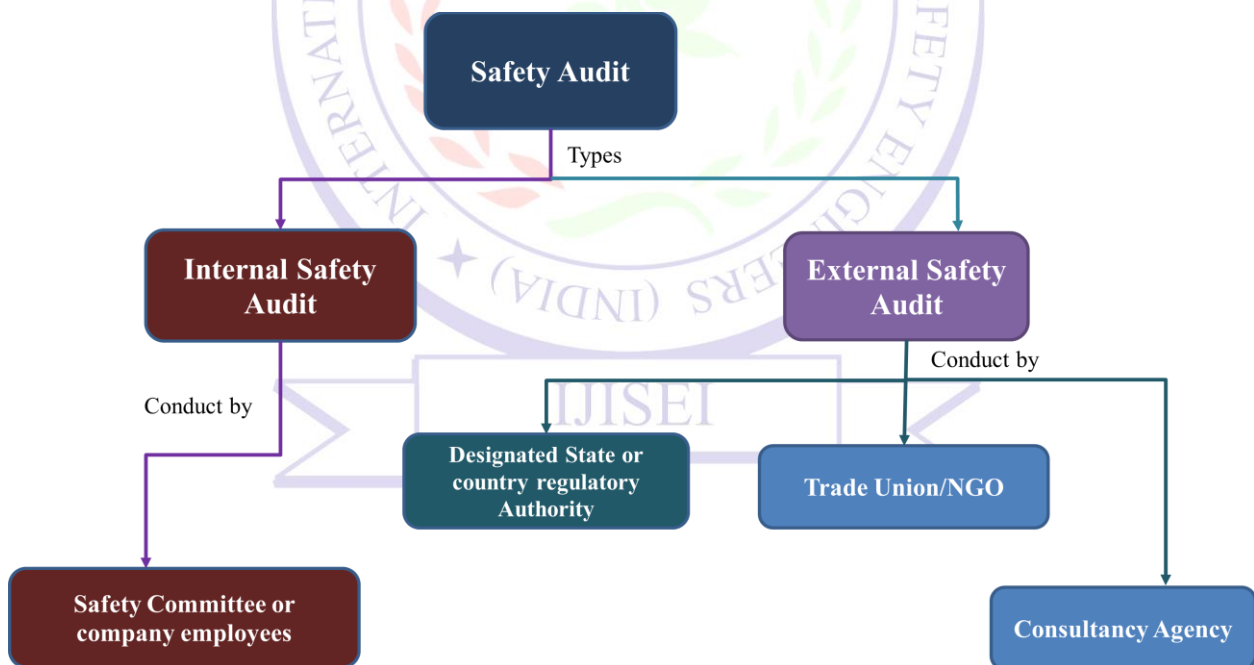 Safety Audit
Types
Internal Safety
Audit
External Safety
Audit
Conduct by
Conduct by
Designated State or
country regulatory
Authority
Trade Union/NGO
Safety Committee or
company employees
Consultancy Agency
(INDIA)
IJISEI